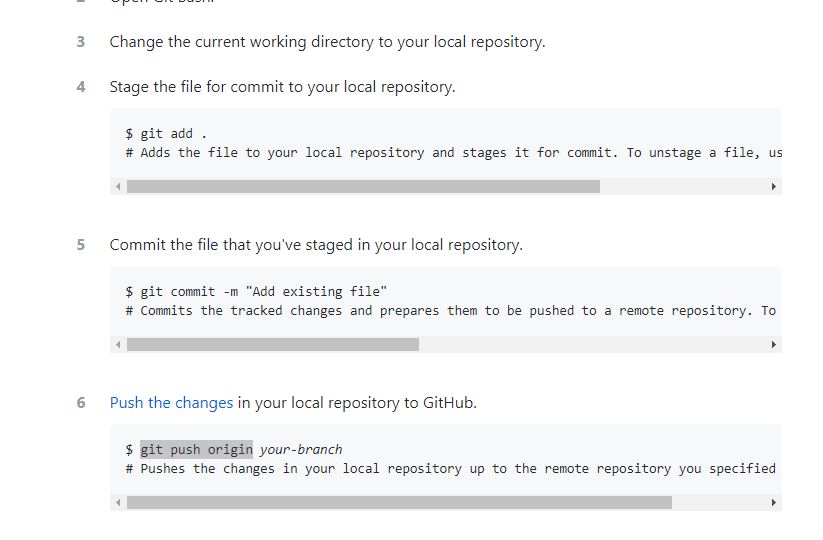 2 Open Git Bash.
3 Change the current working directory to your local repository.
4 Stage the file for commit to your local repository.
$ git add .
# Adds the file to your local repository and stages it for commit. To unstage a file, us
5 Commit the file that you've staged in your local repository.
$ git commit -m "Add existing file"
# Commits the tracked changes and prepares them to be pushed to a remote repository. To
6 Push the changes in your local repository to GitHub.
$ git push origin your-branch
# Pushes the changes in your local repository up to the remote repository you specified